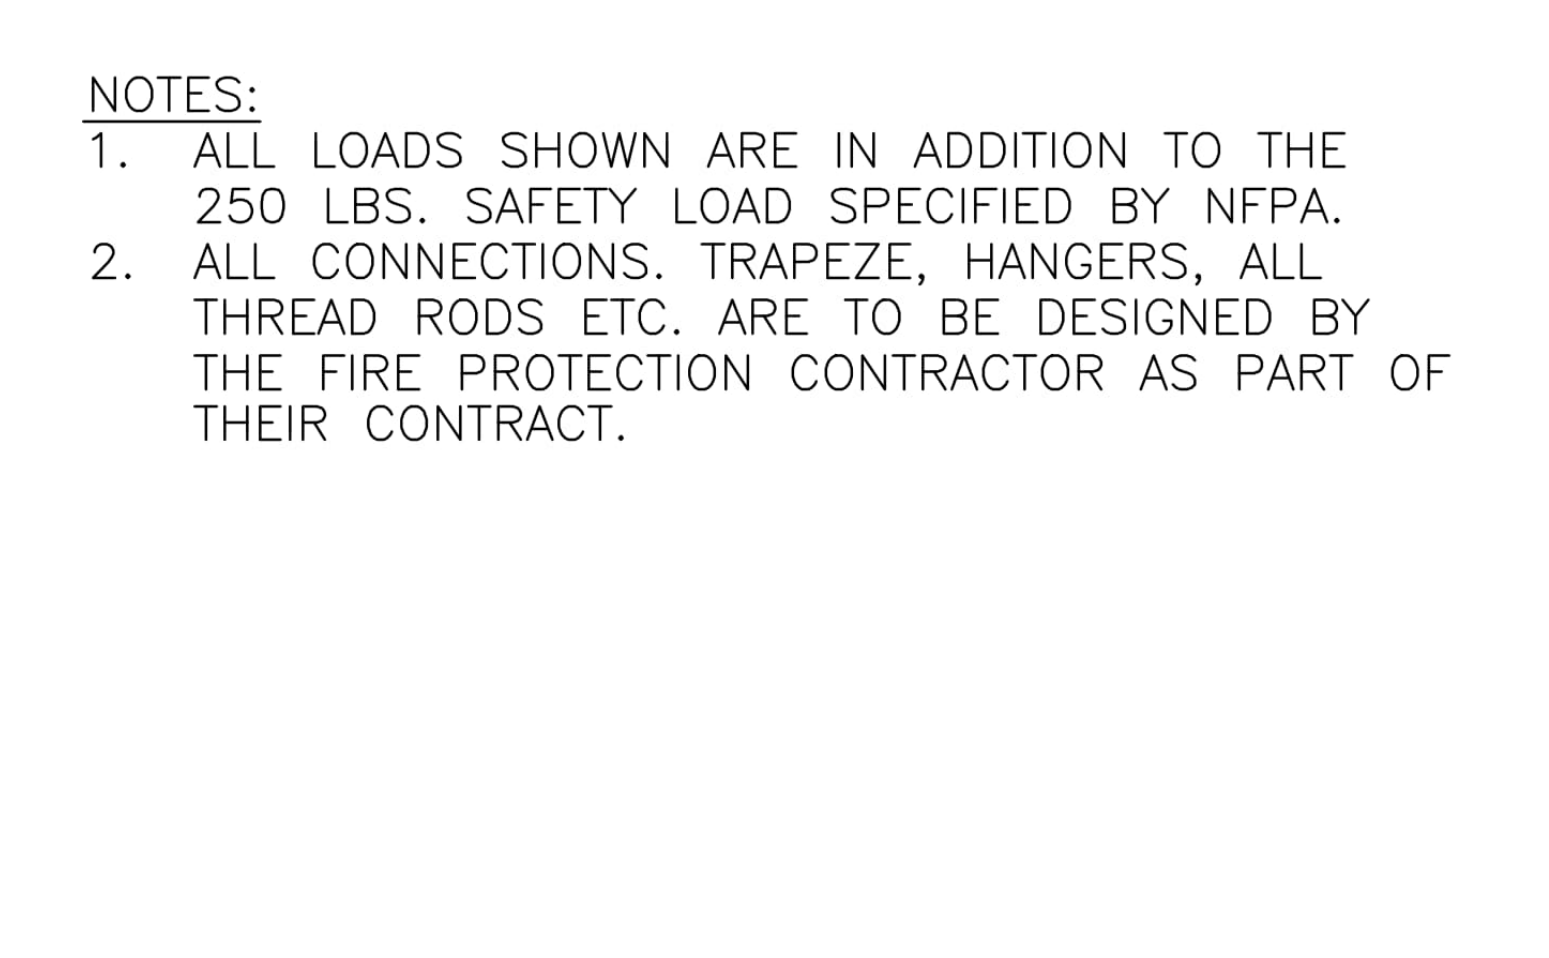 NOTES:
1. ALL LOADS SHOWN ARE IN ADDITION TO THE
250 LBS. SAFETY LOAD SPECIFIED BY NFPA.
2. ALL CONNECTIONS. TRAPEZE, HANGERS, ALL
THREAD RODS ETC. ARE TO BE DESIGNED BY
THE FIRE PROTECTION CONTRACTOR AS PART OF
THEIR CONTRACT.